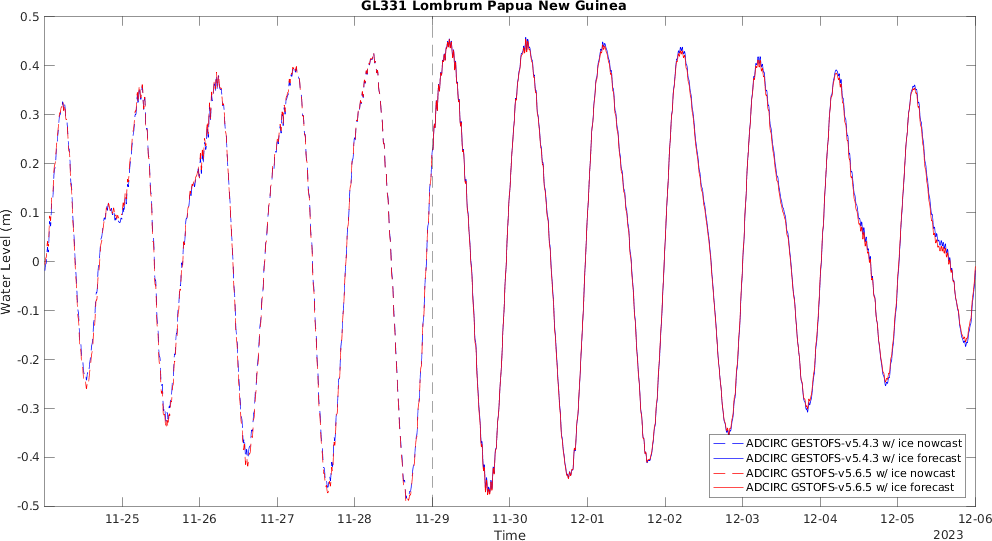 GL331 Lombrum Papua New Guinea
0.5
0.4
0.3
0.2
0.1
0
-0.1
-0.2
-0.3
-0.4
-0.5
Water Level (m)
ADCIRC GESTOFS-v5.4.3 w/ ice nowcast
ADCIRC GESTOFS-v5.4.3 w/ ice forecast
ADCIRC GSTOFS-v5.6.5 w/ ice nowcast
ADCIRC GSTOFS-v5.6.5 w/ ice forecast
11-25 11-26 11-27 11-28 11-29 11-30 12-01 12-02 12-03 12-04 12-05 12-06
Time
2023